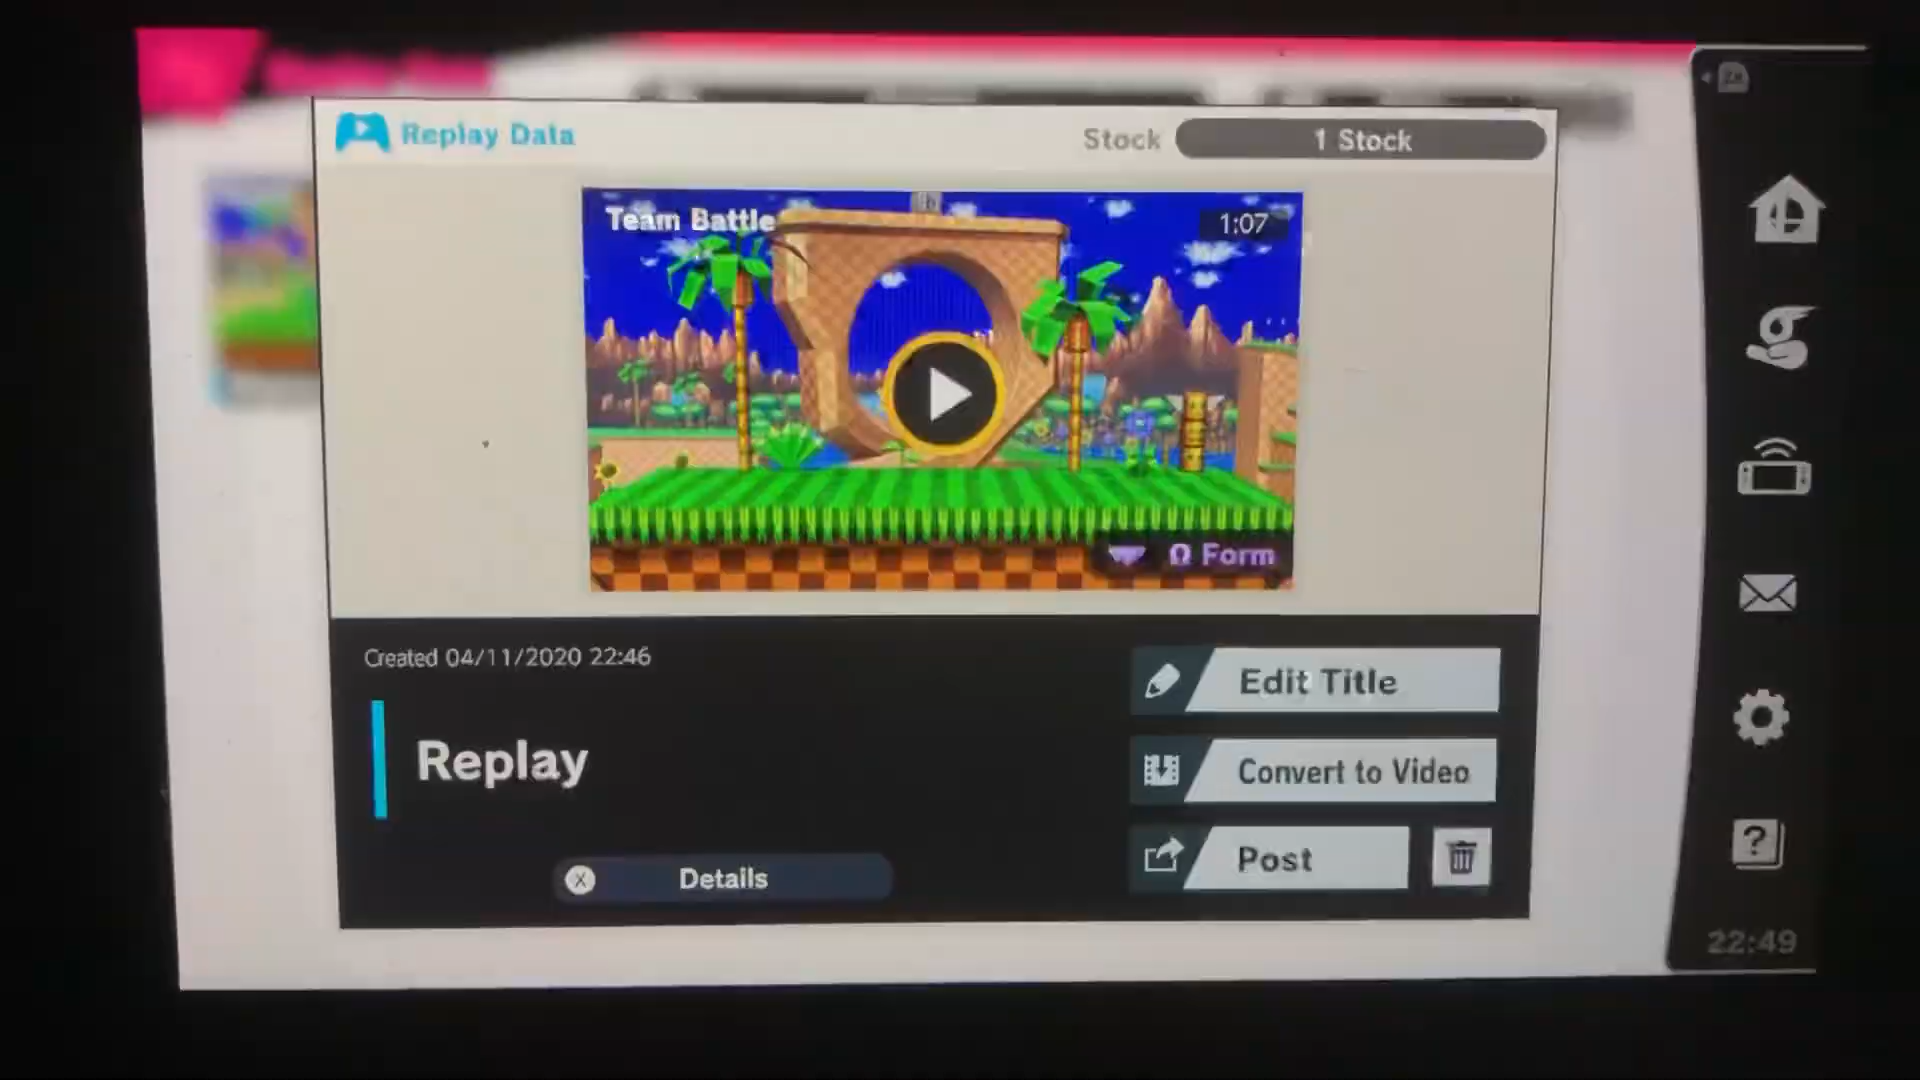 Replay Data
Stock
1 Stock
Team Battle
1:07
Ω Form
Created 04/11/2020 22:46
Replay
Edit Title
Convert to Video
Post
X
Details
?
22:49